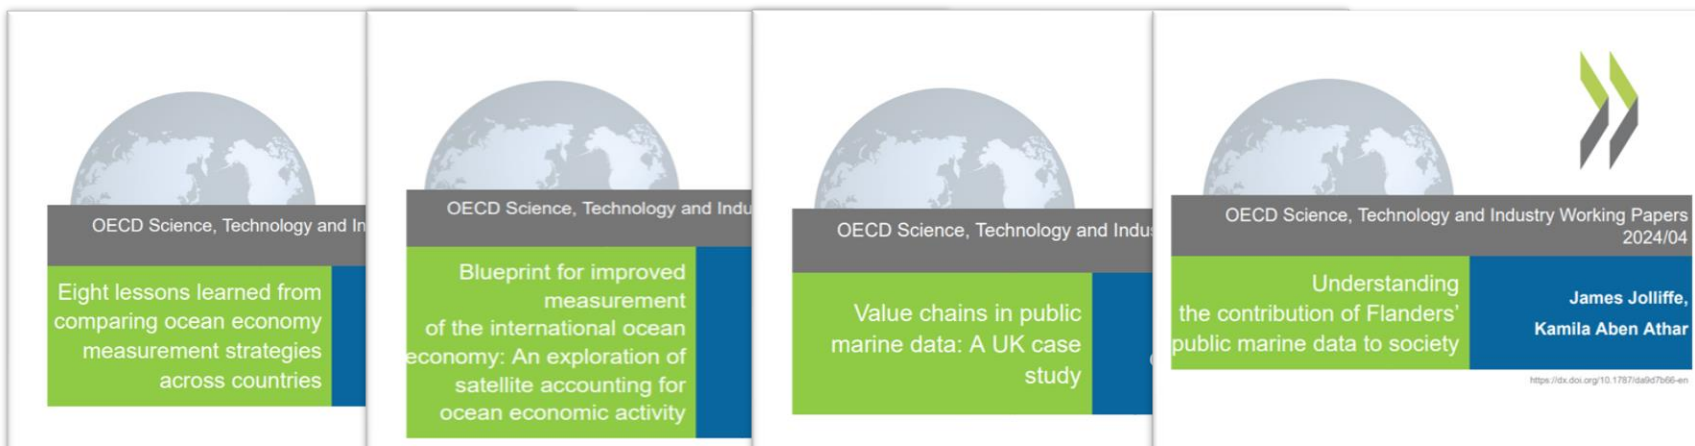 OECD Science, Technology and In
Eight lessons learned from
comparing ocean economy
measurement strategies
across countries
OECD Science, Technology and Indu
Blueprint for improved
measurement
of the international ocean
economy: An exploration of
satellite accounting for
ocean economic activity
OECD Science, Technology and Indus
Value chains in public
marine data: A UK case
study
OECD Science, Technology and Industry Working Papers
2024/04
Understanding
the contribution of Flanders'
public marine data to society
James Jolliffe,
Kamila Aben Athar
https://dx.doi.org/10.1787/da9d7b66-en